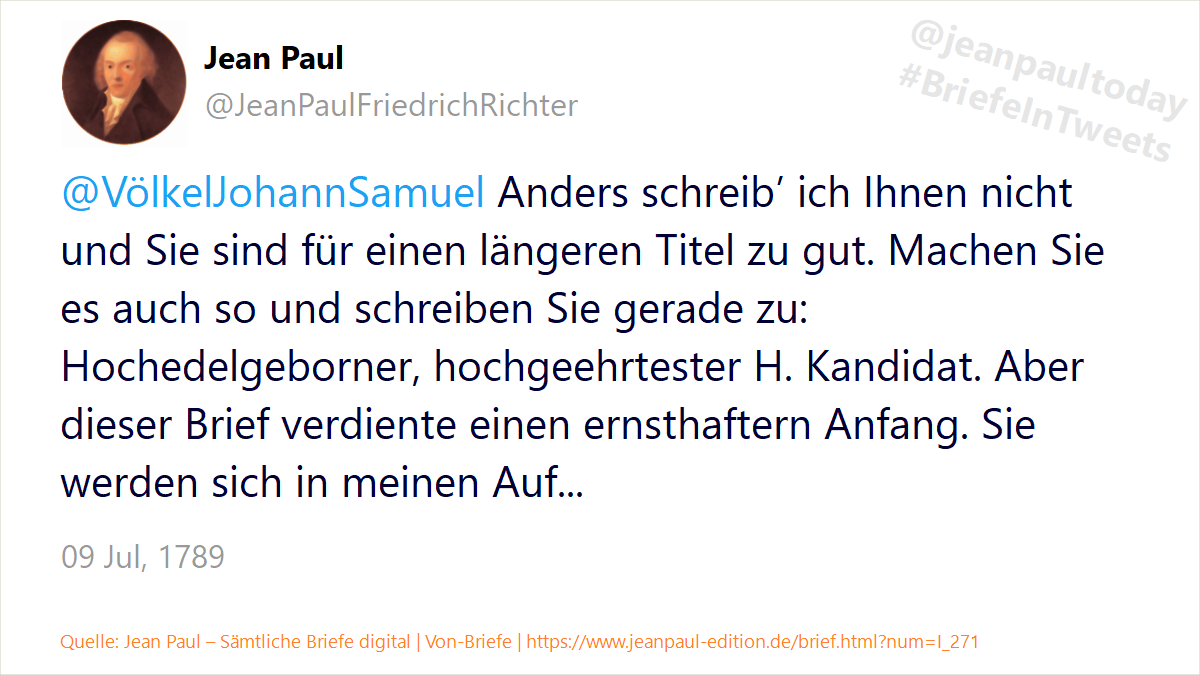 Jean Paul
@JeanPaulFriedrichRichter
@jeanpaultoday
#BriefeInTweets
@VölkelJohannSamuel Anders schreib’ ich Ihnen nicht
und Sie sind für einen längeren Titel zu gut. Machen Sie
es auch so und schreiben Sie gerade zu:
Hochedelgeborner, hochgeehrtester H. Kandidat. Aber
dieser Brief verdiente einen ernsthaftern Anfang. Sie
werden sich in meinen Auf...
09 Jul, 1789
Quelle: Jean Paul – Sämtliche Briefe digital | Von-Briefe | https://www.jeanpaul-edition.de/brief.html?num=I_271